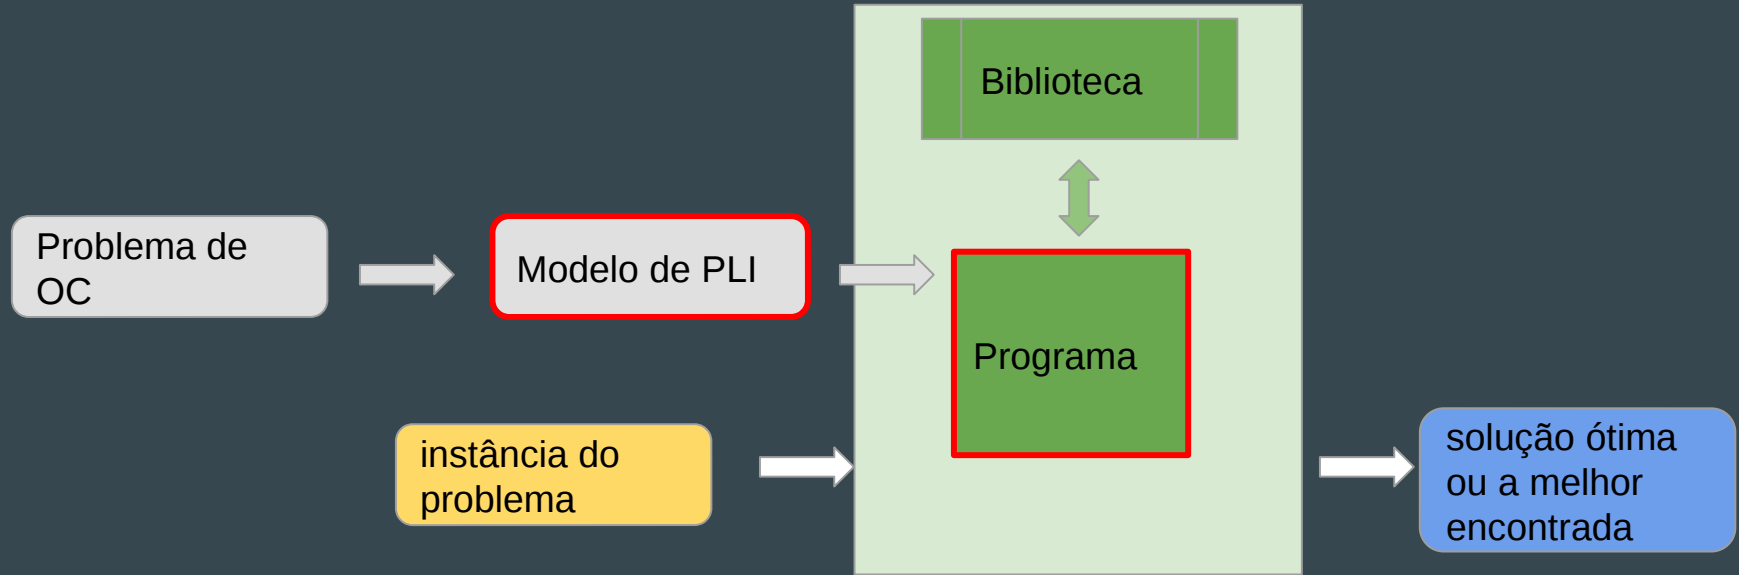 Biblioteca
Problema de
OC
Modelo de PLI
Programa
instância do
problema
solução ótima
ou a melhor
encontrada